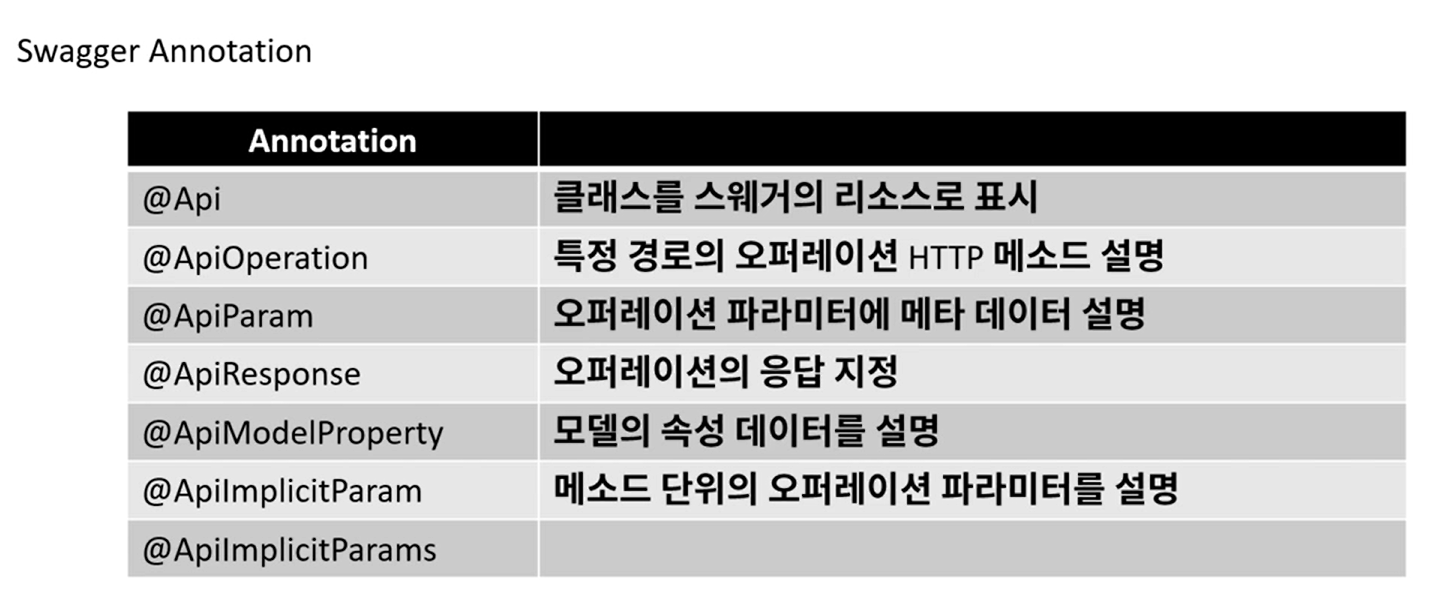 Swagger Annotation
Annotation
@Api 클래스를 스웨거의 리소스로 표시
@ApiOperation 특정 경로의 오퍼레이션 HTTP 메소드 설명
@ApiParam 오퍼레이션 파라미터에 메타 데이터 설명
@ApiResponse 오퍼레이션의 응답 지정
@ApiModelProperty 모델의 속성 데이터를 설명
@ApiImplicitParam 메소드 단위의 오퍼레이션 파라미터를 설명
@ApiImplicitParams